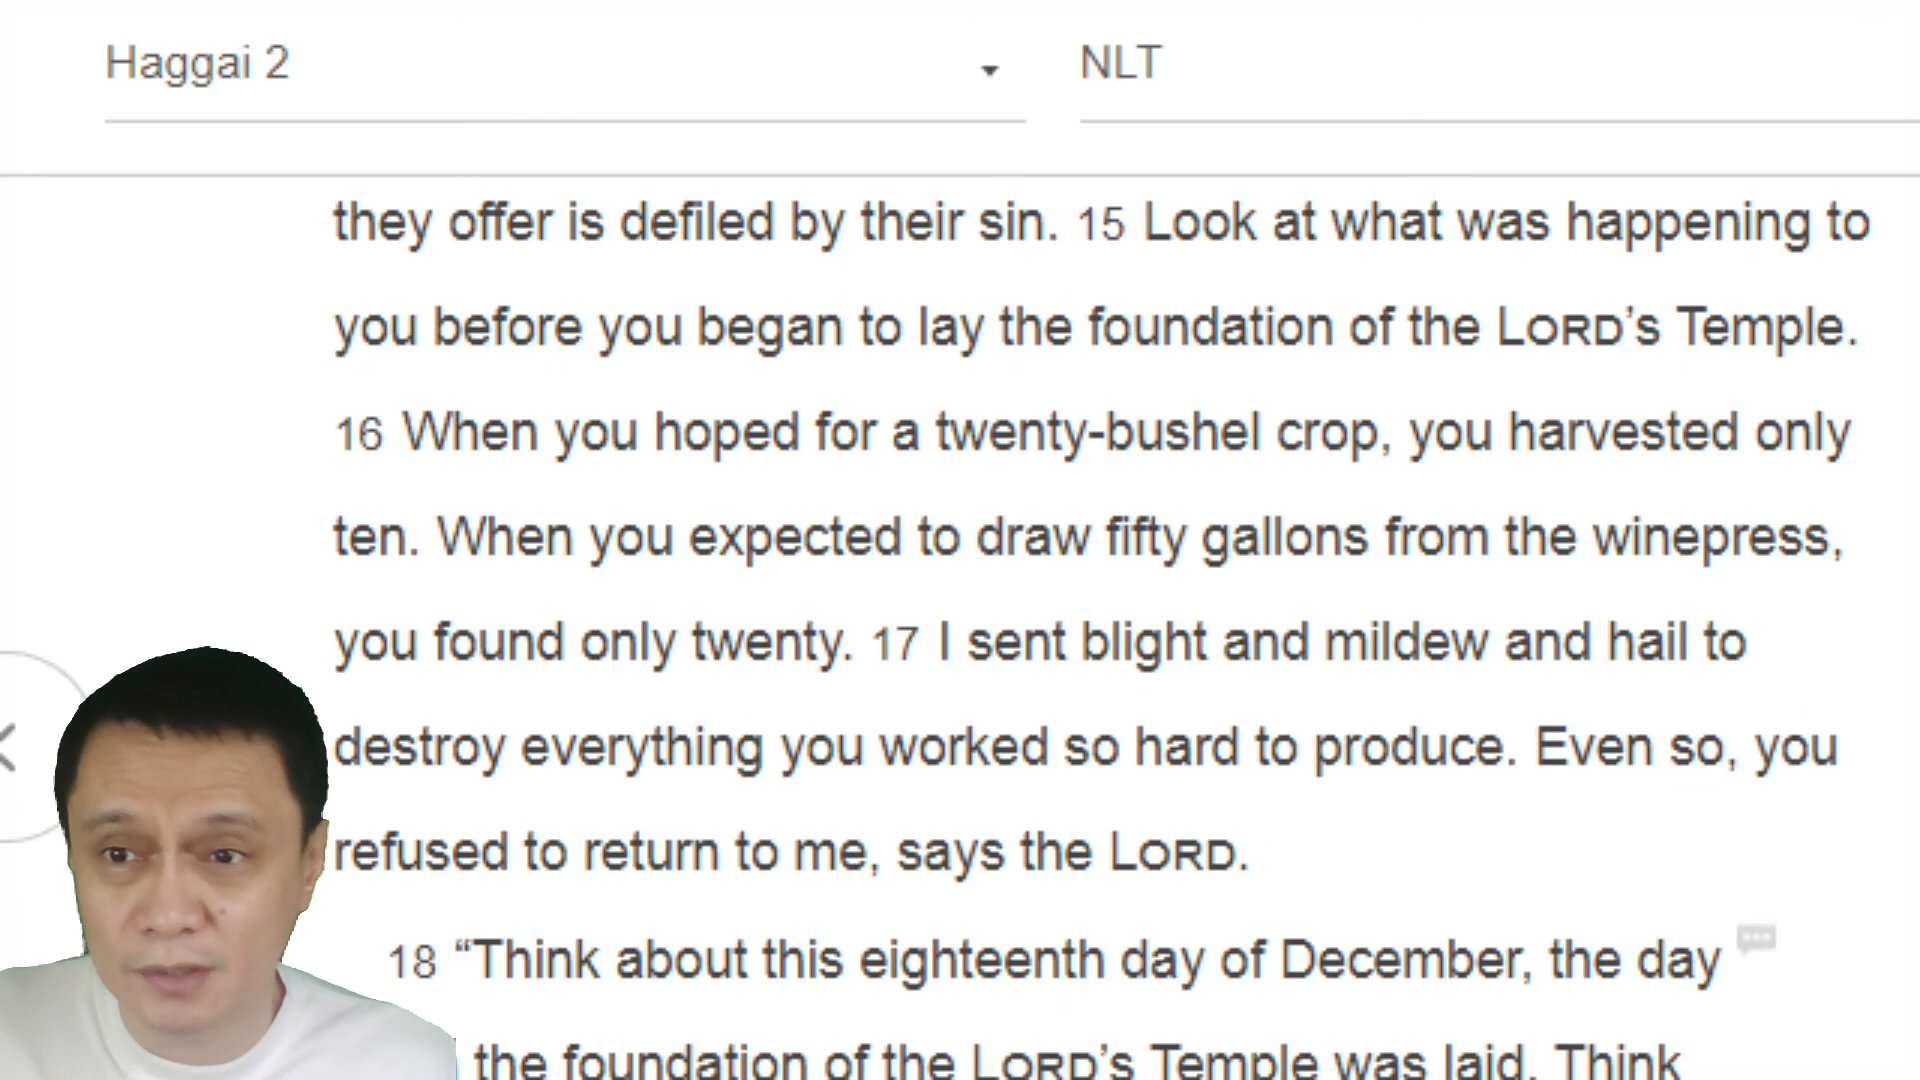 Haggai 2
NLT
they offer is defiled by their sin. 15 Look at what was happening to
you before you began to lay the foundation of the LORD’s Temple.
16 When you hoped for a twenty-bushel crop, you harvested only
ten. When you expected to draw fifty gallons from the winepress,
you found only twenty. 17 I sent blight and mildew and hail to
destroy everything you worked so hard to produce. Even so, you
refused to return to me, says the LORD.
18 “Think about this eighteenth day of December, the day
the foundation of the LORD’s Temple was laid. Think